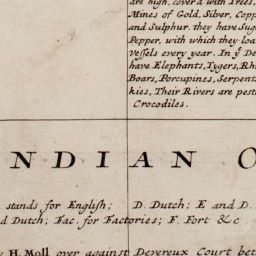 are high, cover'd with Trees,
Mines of Gold, Silver, Copp
and Sulphur. they have Sug
Pepper, with which they loa
Vessels every year. In yͤ De
have Elephants, Tygers, Rh
Boars, Porcupines, Serpents
kies, Their Rivers are pest
Crocodiles.
NDIAN O
stands for English; D. Dutch; E and D.
d Dutch; Fac. for Factories; F. Fort &c
y H. Moll over against Devereux Court bet